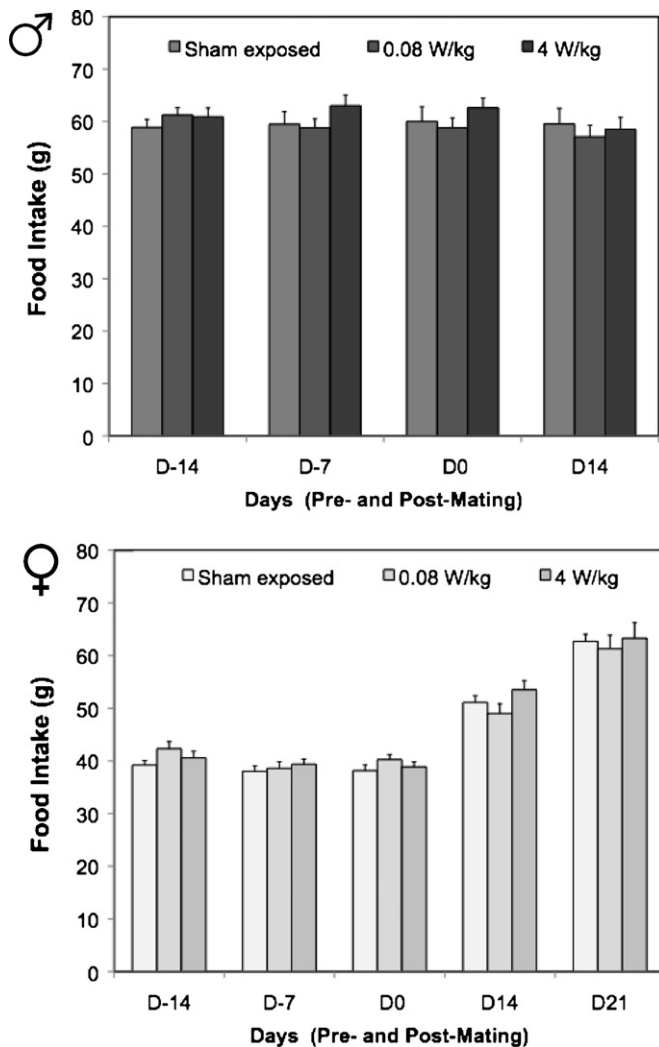 ♂
80
70
60
50
40
30
20
10
0
Food Intake (g)
Sham exposed 0.08 W/kg 4 W/kg
D-14 D-7 D0 D14
Days (Pre- and Post-Mating)
♀
80
70
60
50
40
30
20
10
0
Food Intake (g)
Sham exposed 0.08 W/kg 4 W/kg
D-14 D-7 D0 D14 D21
Days (Pre- and Post-Mating)